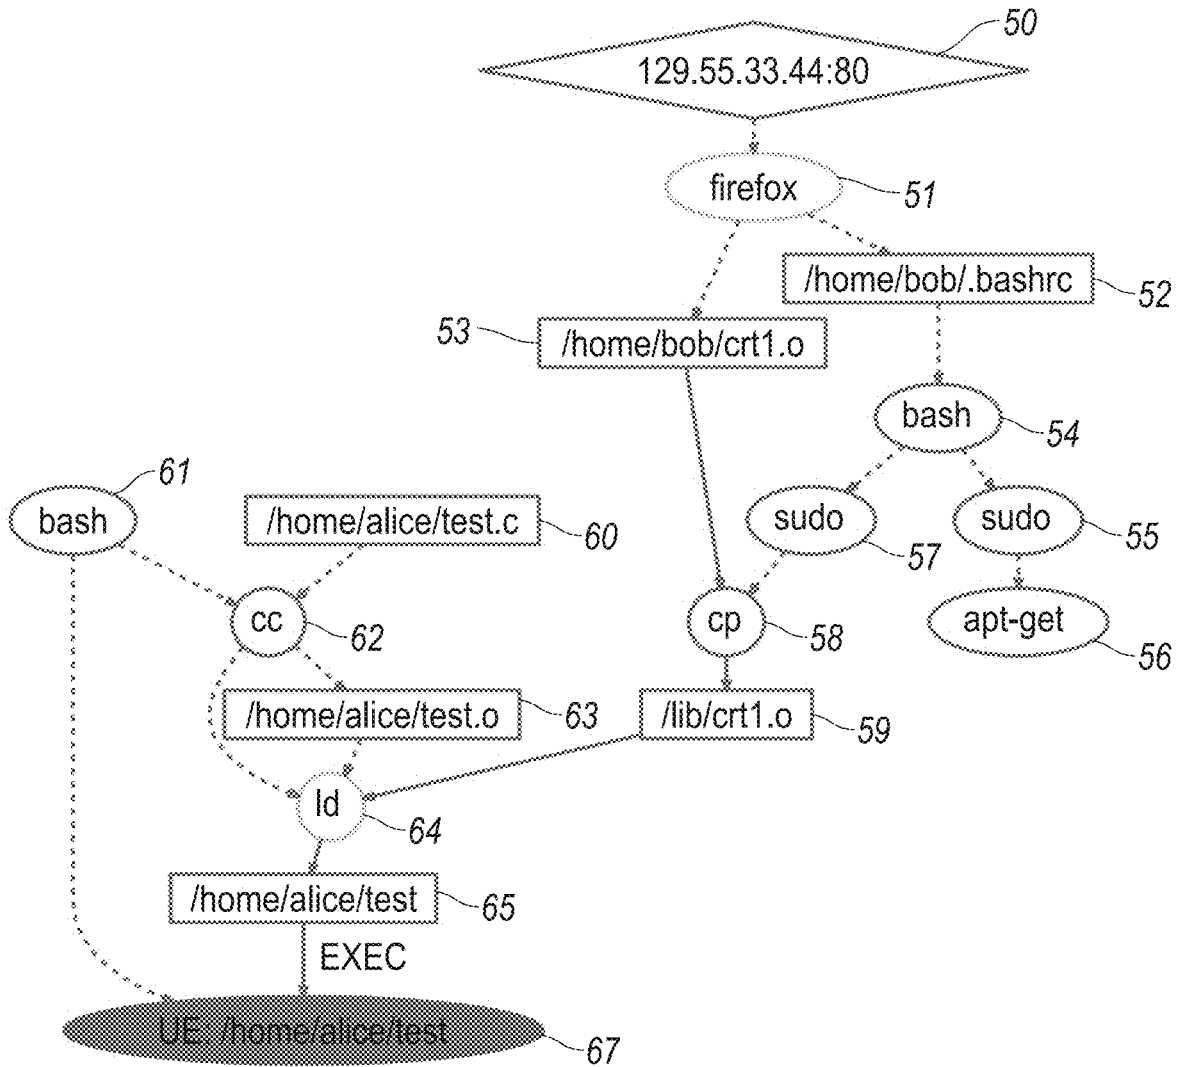 50
129.55.33.44:80
firefox
51
/home/bob/.bashrc
52
53
/home/bob/crt1.o
bash
54
61
bash
/home/alice/test.c
60
sudo
57
sudo
55
cc
62
cp
58
apt-get
56
/home/alice/test.o
63
/lib/crt1.o
59
ld
64
/home/alice/test
65
EXEC
UE: /home/alice/test
67